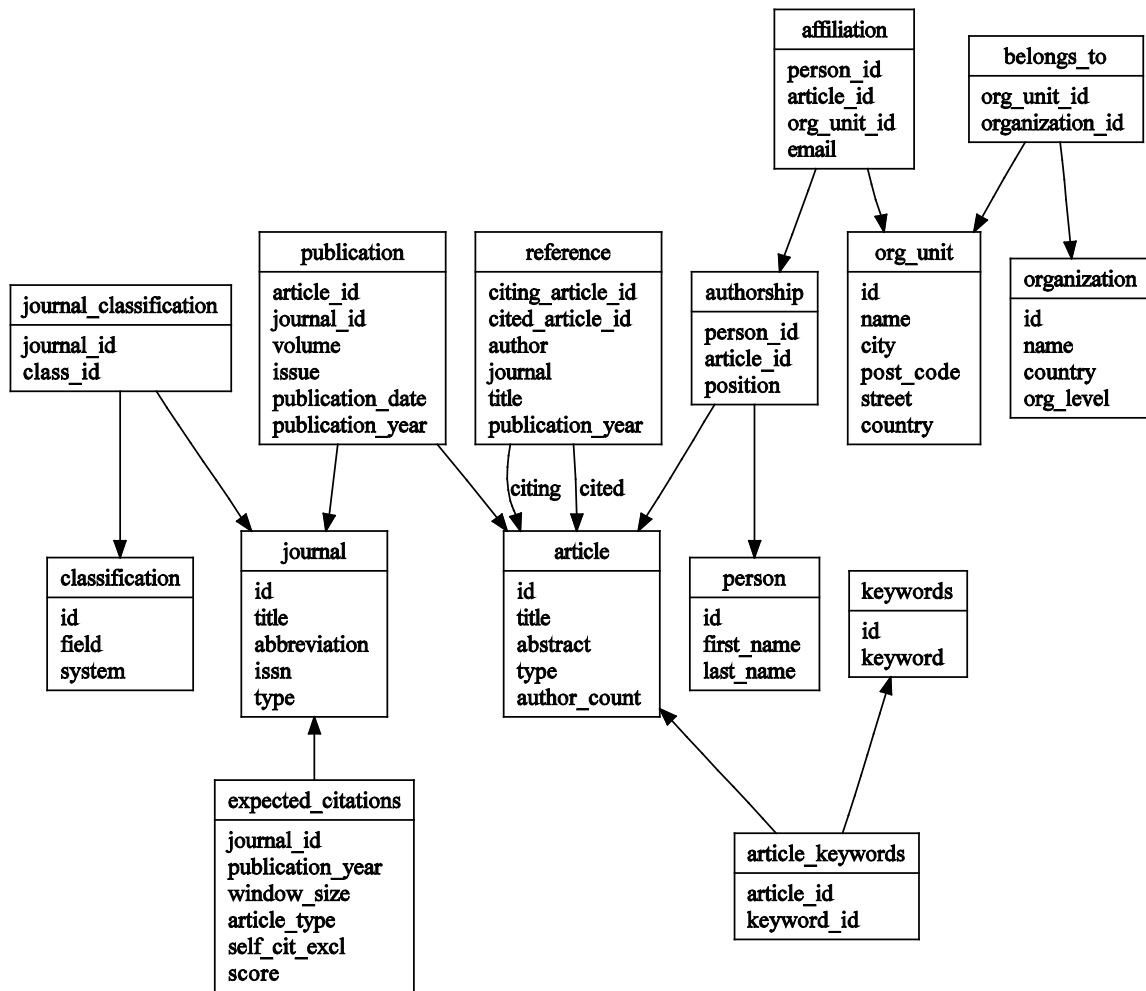 affiliation
person_id
article_id
org_unit_id
email
belongs_to
org_unit_id
organization_id
publication
article_id
journal_id
volume
issue
publication_date
publication_year
reference
citing_article_id
cited_article_id
author
journal
title
publication_year
org_unit
id
name
city
post_code
street
country
organization
id
name
country
org_level
authorship
person_id
article_id
position
journal_classification
journal_id
class_id
citing
cited
journal
id
title
abbreviation
issn
type
article
id
title
abstract
type
author_count
classification
id
field
system
person
id
first_name
last_name
keywords
id
keyword
expected_citations
journal_id
publication_year
window_size
article_type
self_cit_excl
score
article_keywords
article_id
keyword_id